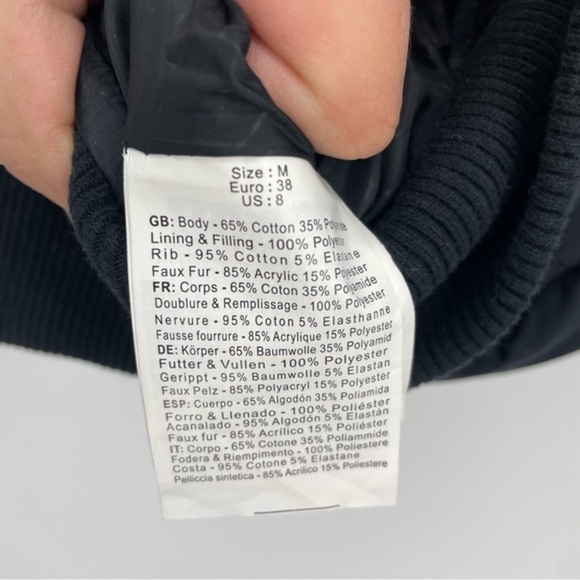 Size : M
Euro : 38
US : 8
GB: Body - 65% Cotton 35%
Lining & Filling - 100% Polyester
Rib - 95% Cotton 5% Elastane
Faux Fur - 85% Acrylic 15% Polyester
FR: Corps - 65% Coton 35% Polyamide
Doublure & Remplissage - 100% Polyester
Nervure - 95% Coton 5% Elasthanne
Fausse fourrure - 85% Acrylique 15% Polyester
DE: Körper - 65% Baumwolle 35% Polyamid
Futter & Vullen - 100% Polyester
Gerippt - 95% Baumwolle 5% Elastan
Faux Pelz - 85% Polyacryl 15% Polyester
ESP: Cuerpo - 65% Algodón 35% Poliamida
Forro & Llenado - 100% Poliéster
Acanalado - 95% Algodón 5% Elastán
Faux fur - 85% Acrílico 15% Poliéster
IT: Corpo - 65% Cotone 35% Poliammide
Fodera & Riempimento - 100% Poliestere
Costa - 95% Cotone 5% Elastane
Pelliccia sintetica - 85% Acrilico 15% Poliestere